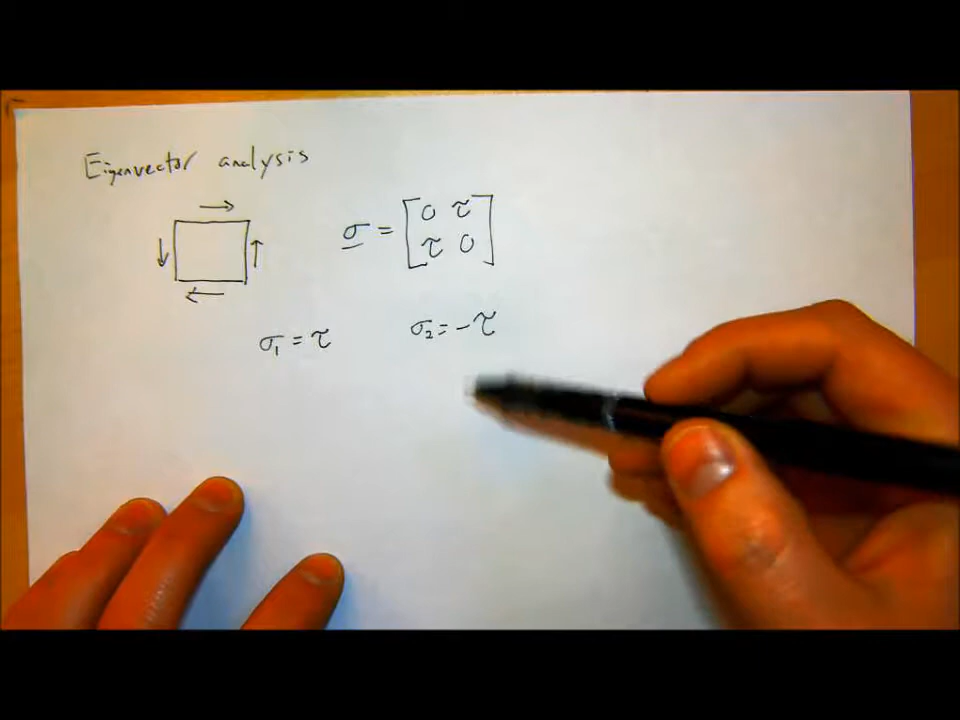 Eigenvector analysis
σ = [0 τ
τ 0]
σ₁ = τ σ₂ = -τ